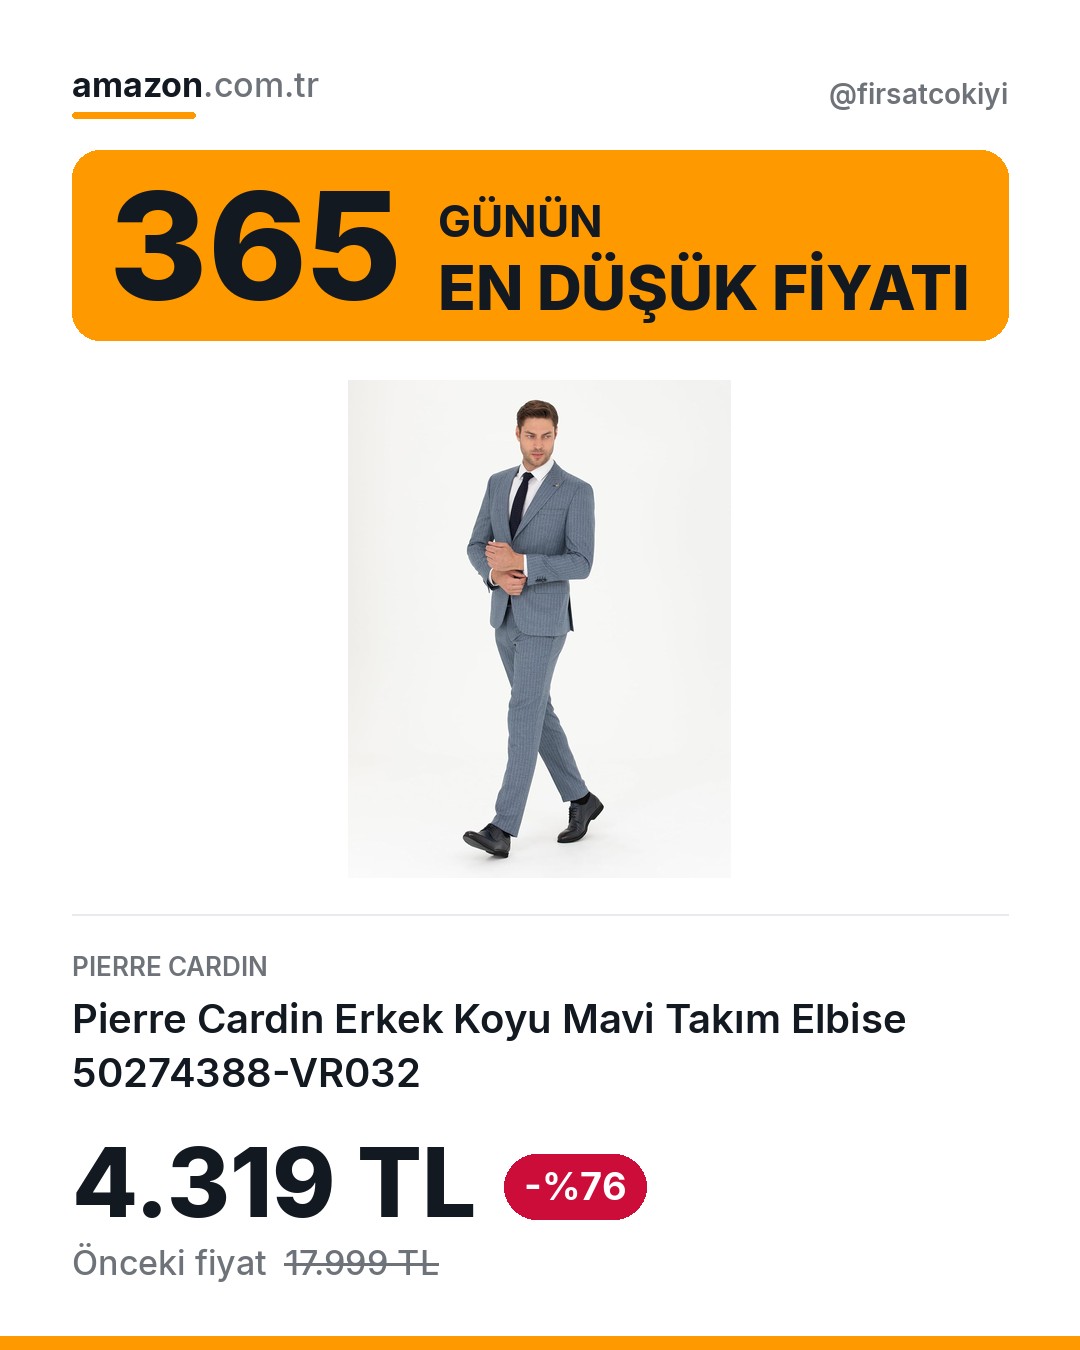 amazon.com.tr
@firsatcokiyi
365
GÜNÜN
EN DÜŞÜK FİYATI
PIERRE CARDIN
Pierre Cardin Erkek Koyu Mavi Takım Elbise
50274388-VR032
4.319 TL
-%76
Önceki fiyat 17.999 TL